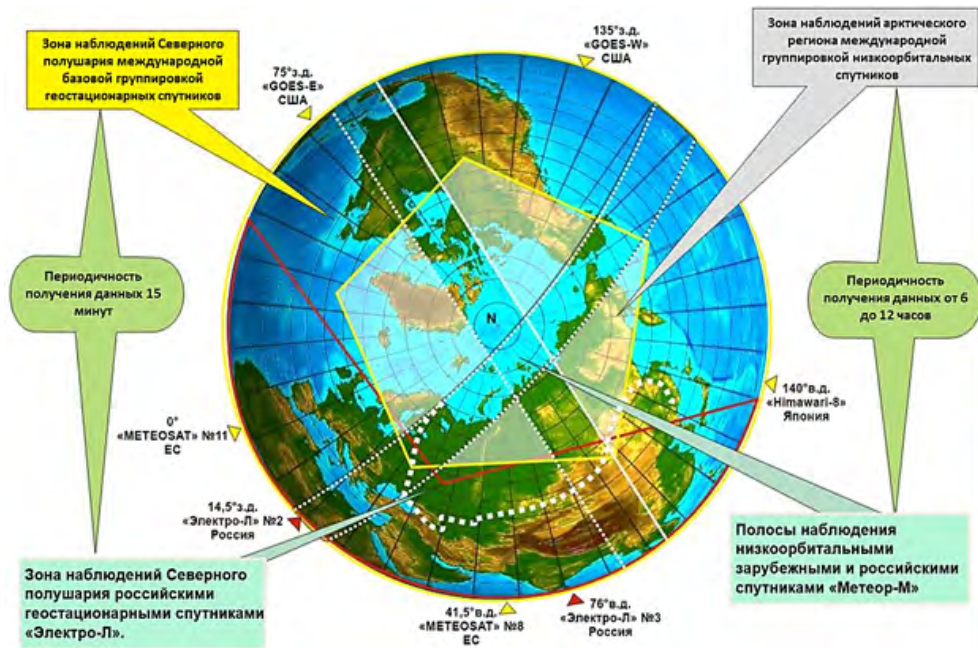 Зона наблюдений Северного
полушария международной
базовой группировкой
геостационарных спутников
75°з.д.
«GOES-E»
США
135°з.д.
«GOES-W»
США
Зона наблюдений арктического
региона международной
группировкой низкоорбитальных
спутников
Периодичность
получения данных 15
минут
N
Периодичность
получения данных от 6
до 12 часов
140°в.д.
«Himawari-8»
Япония
0°
«METEOSAT» №11
ЕС
14,5°з.д.
«Электро-Л» №2
Россия
Зона наблюдений Северного
полушария российскими
геостационарными спутниками
«Электро-Л».
41,5°в.д.
«METEOSAT» №8
ЕС
76°в.д.
«Электро-Л» №3
Россия
Полосы наблюдения
низкоорбитальными
зарубежными и российскими
спутниками «Метеор-М»